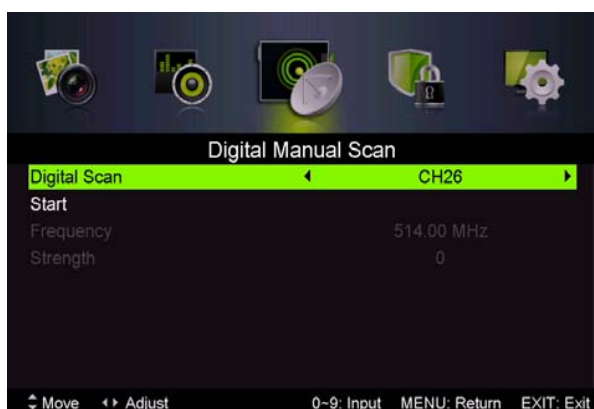 Digital Manual Scan
Digital Scan CH26
Start
Frequency 514.00 MHz
Strength 0
Move Adjust 0~9: Input MENU: Return EXIT: Exit